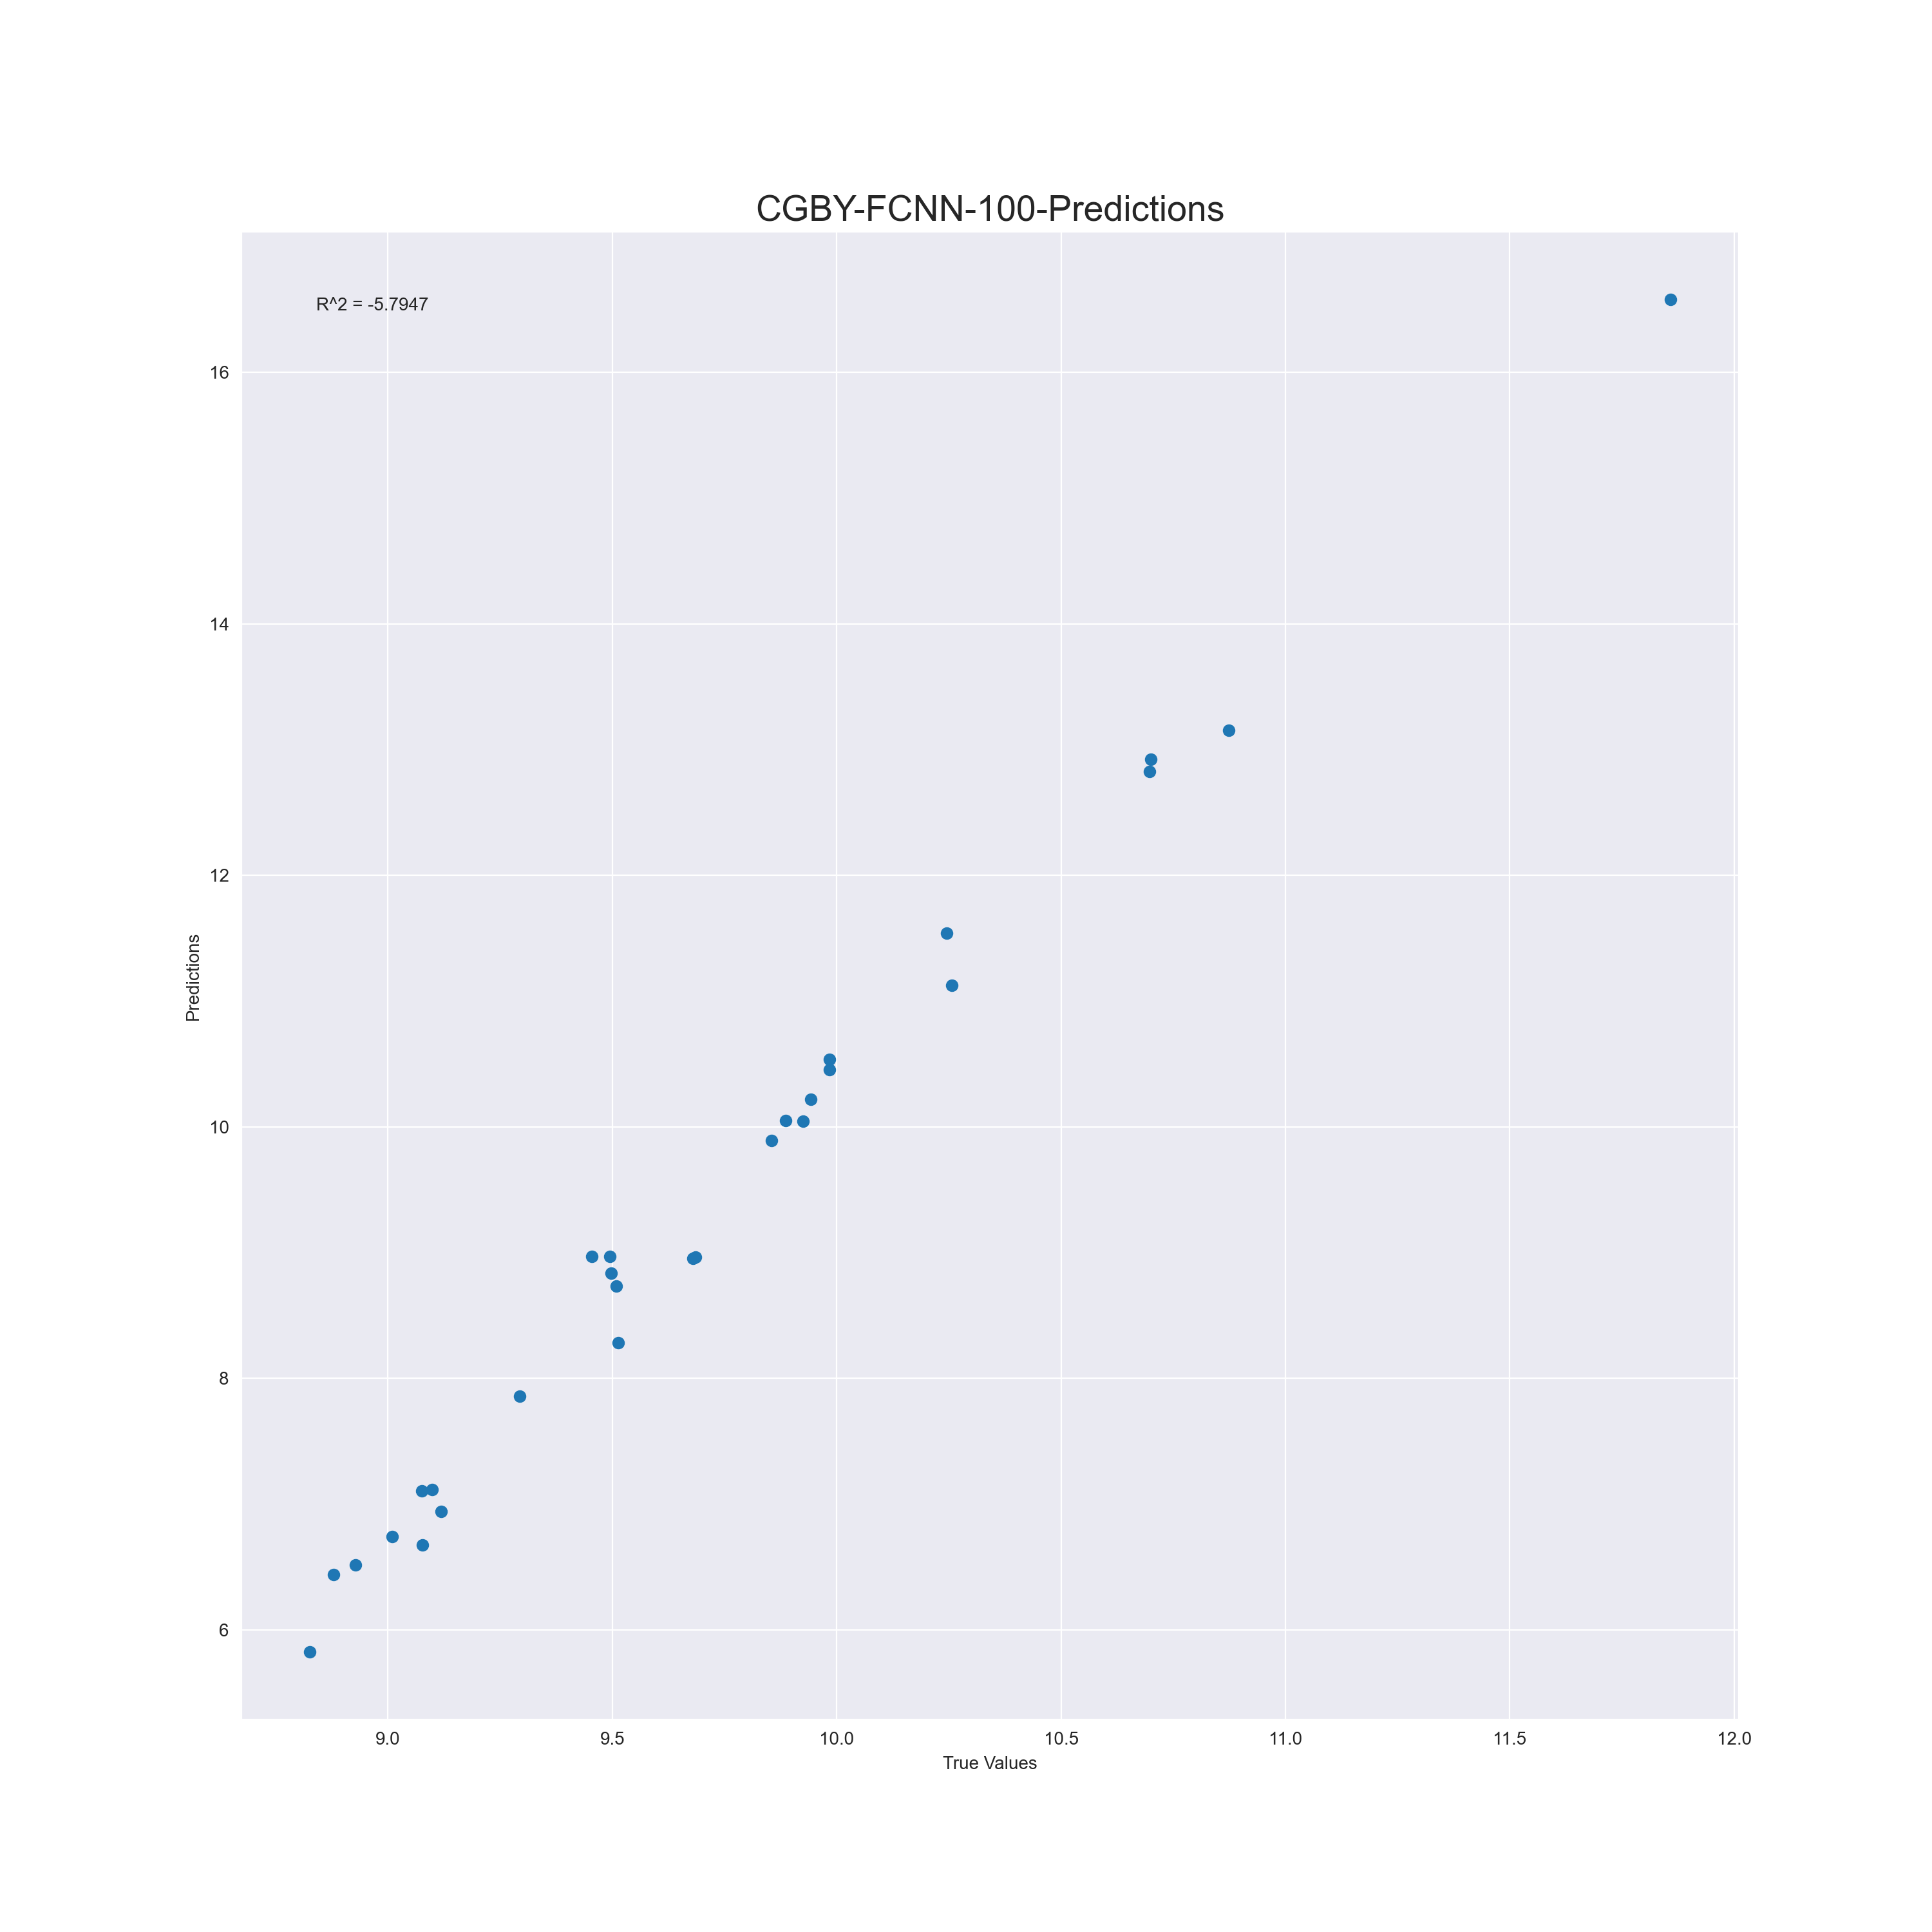 CGBY-FCNN-100-Predictions
R^2 = -5.7947
16
14
12
10
8
6
Predictions
9.0 9.5 10.0 10.5 11.0 11.5 12.0
True Values